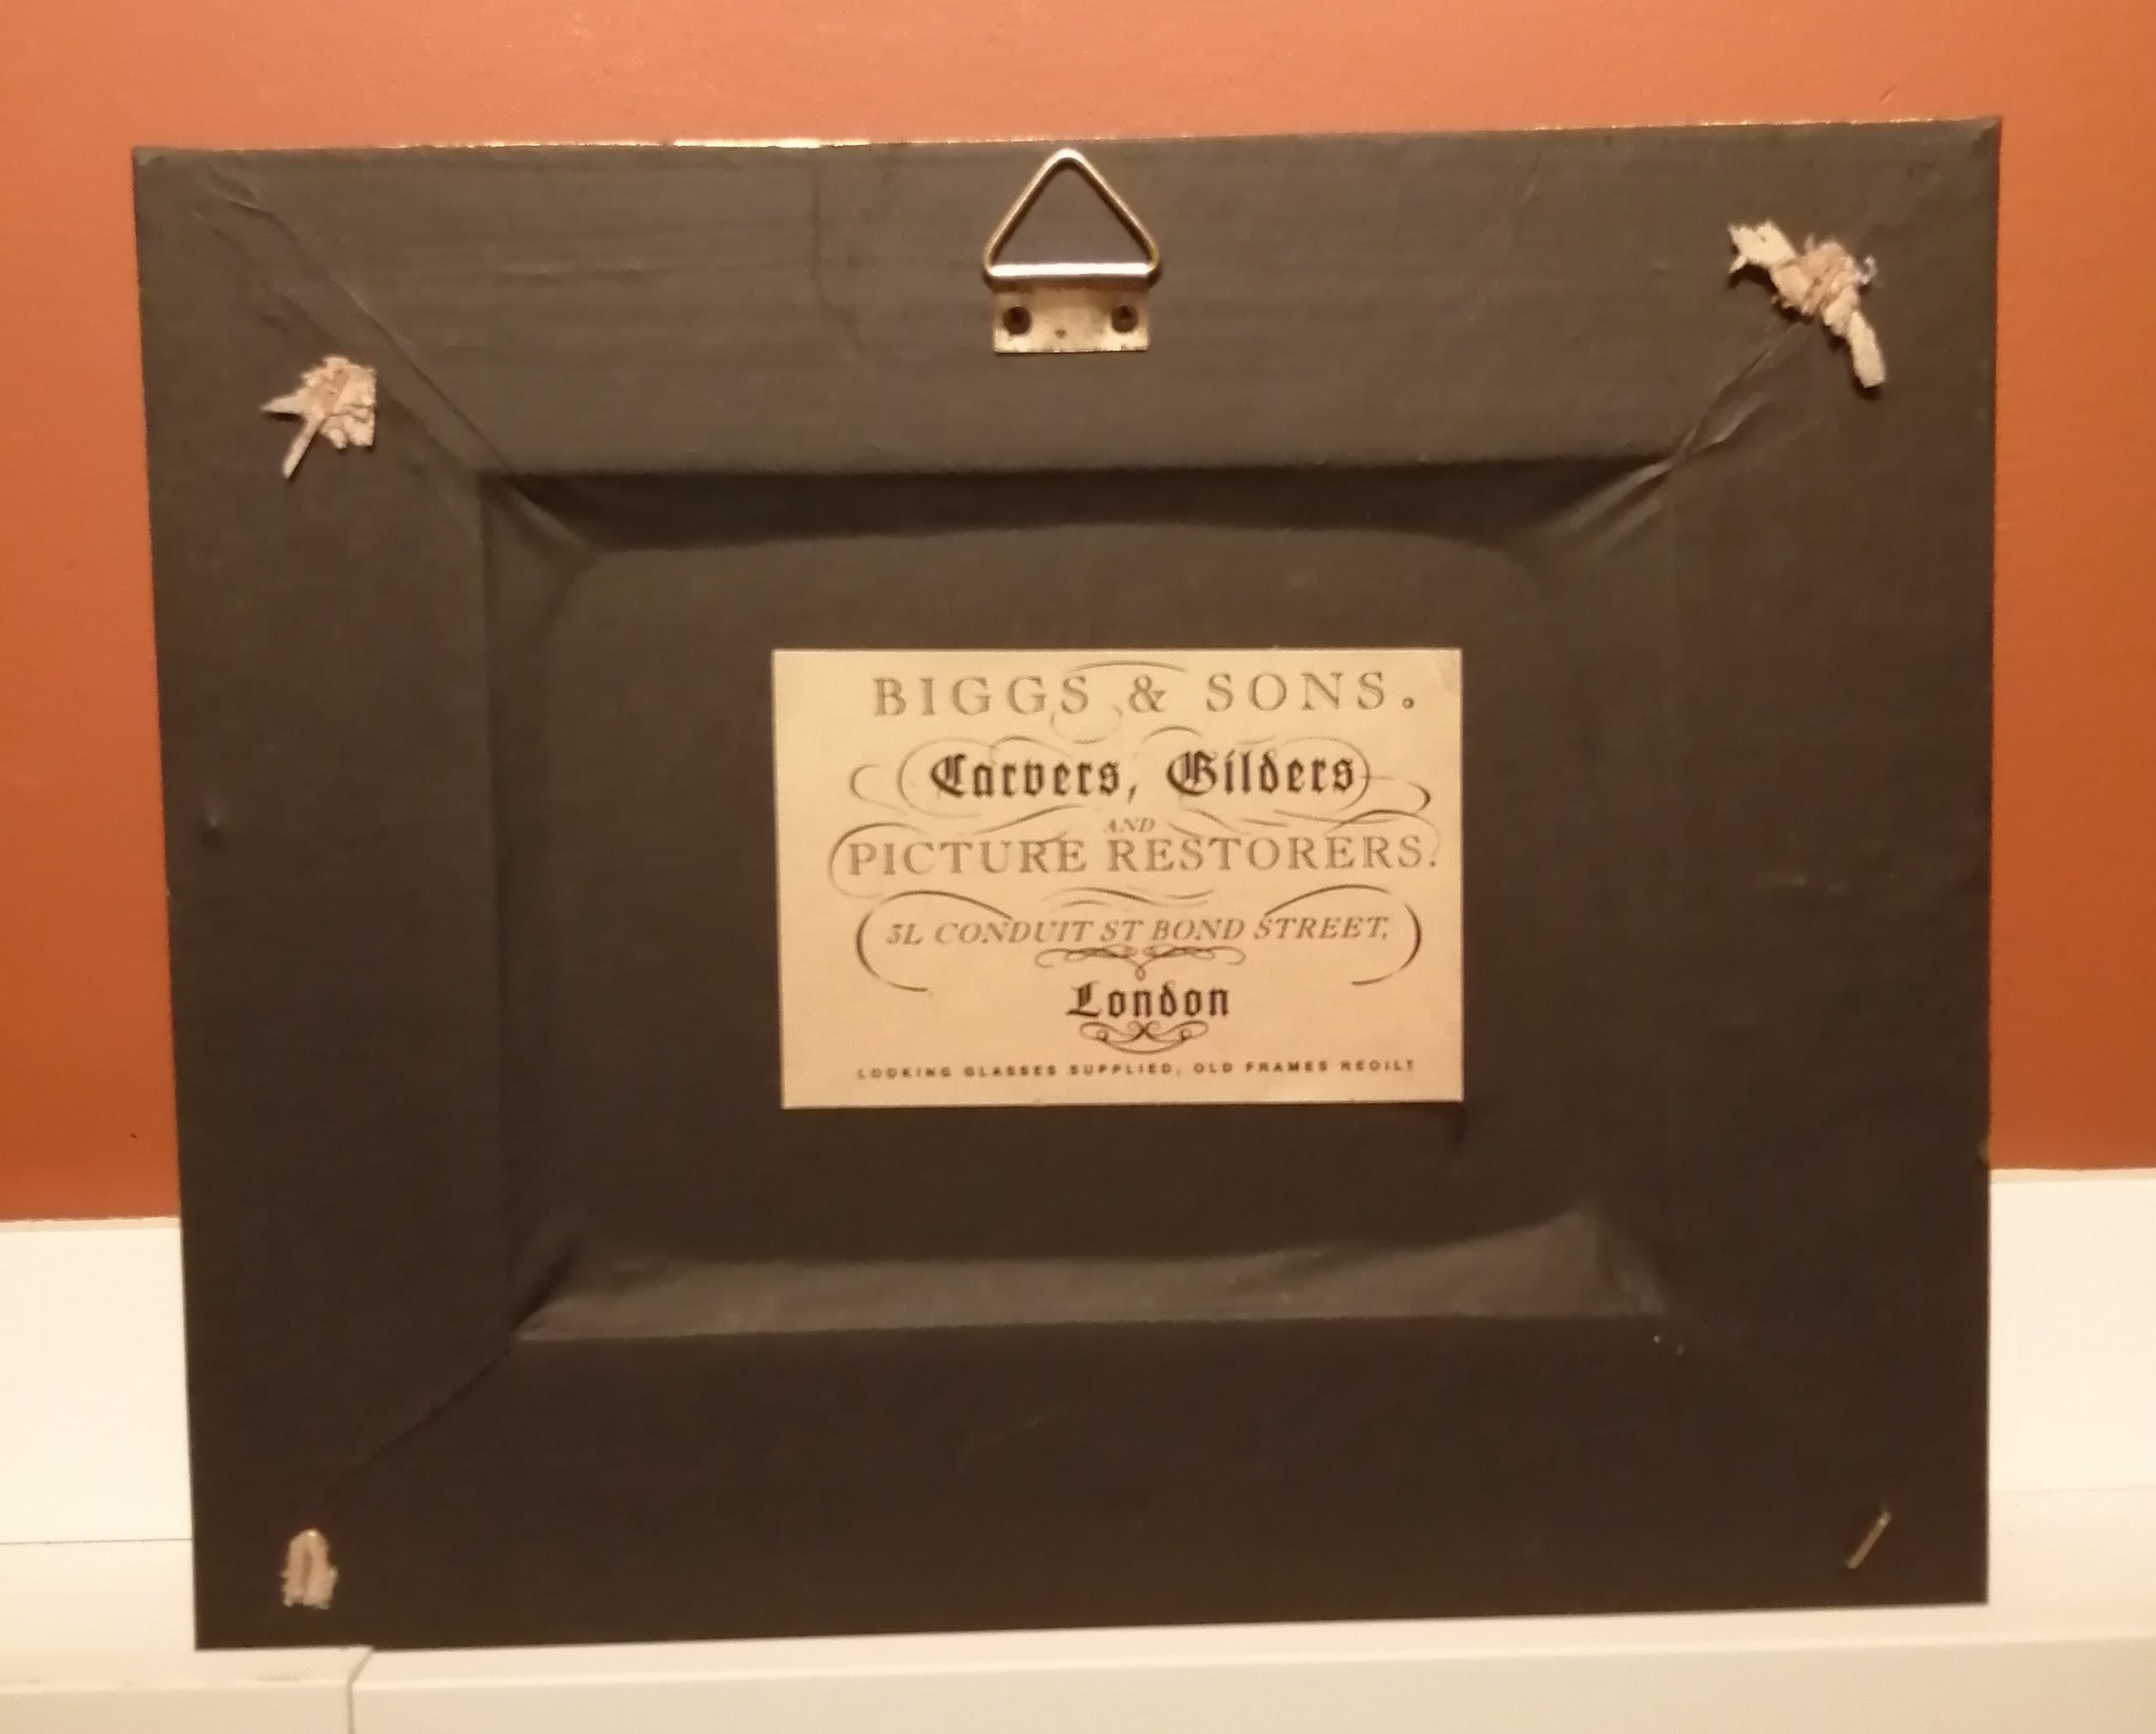 BIGGS & SONS.
Carvers, Gilders
AND
PICTURE RESTORERS.
3L CONDUIT ST BOND STREET,
London
LOOKING GLASSES SUPPLIED, OLD FRAMES REGILT